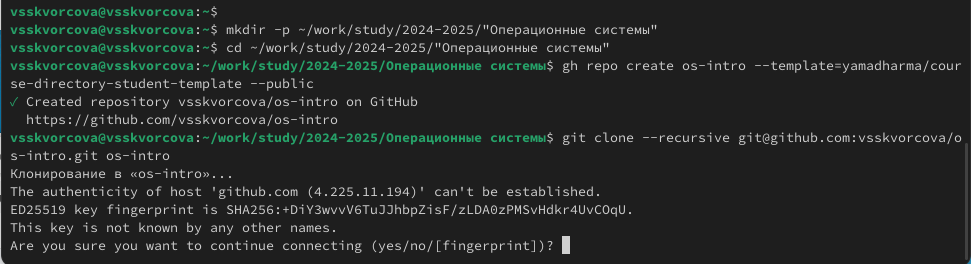 vsskvorcova@vsskvorcova:~$
vsskvorcova@vsskvorcova:~$ mkdir -p ~/work/study/2024-2025/"Операционные системы"
vsskvorcova@vsskvorcova:~$ cd ~/work/study/2024-2025/"Операционные системы"
vsskvorcova@vsskvorcova:~/work/study/2024-2025/Операционные системы$ gh repo create os-intro --template=yamadharma/cour
se-directory-student-template --public
✓ Created repository vsskvorcova/os-intro on GitHub
https://github.com/vsskvorcova/os-intro
vsskvorcova@vsskvorcova:~/work/study/2024-2025/Операционные системы$ git clone --recursive git@github.com:vsskvorcova/o
s-intro.git os-intro
Клонирование в «os-intro»...
The authenticity of host 'github.com (4.225.11.194)' can't be established.
ED25519 key fingerprint is SHA256:+DiY3wvvV6TuJJhbpZisF/zLDA0zPMSvHdkr4UvCOqU.
This key is not known by any other names.
Are you sure you want to continue connecting (yes/no/[fingerprint])?